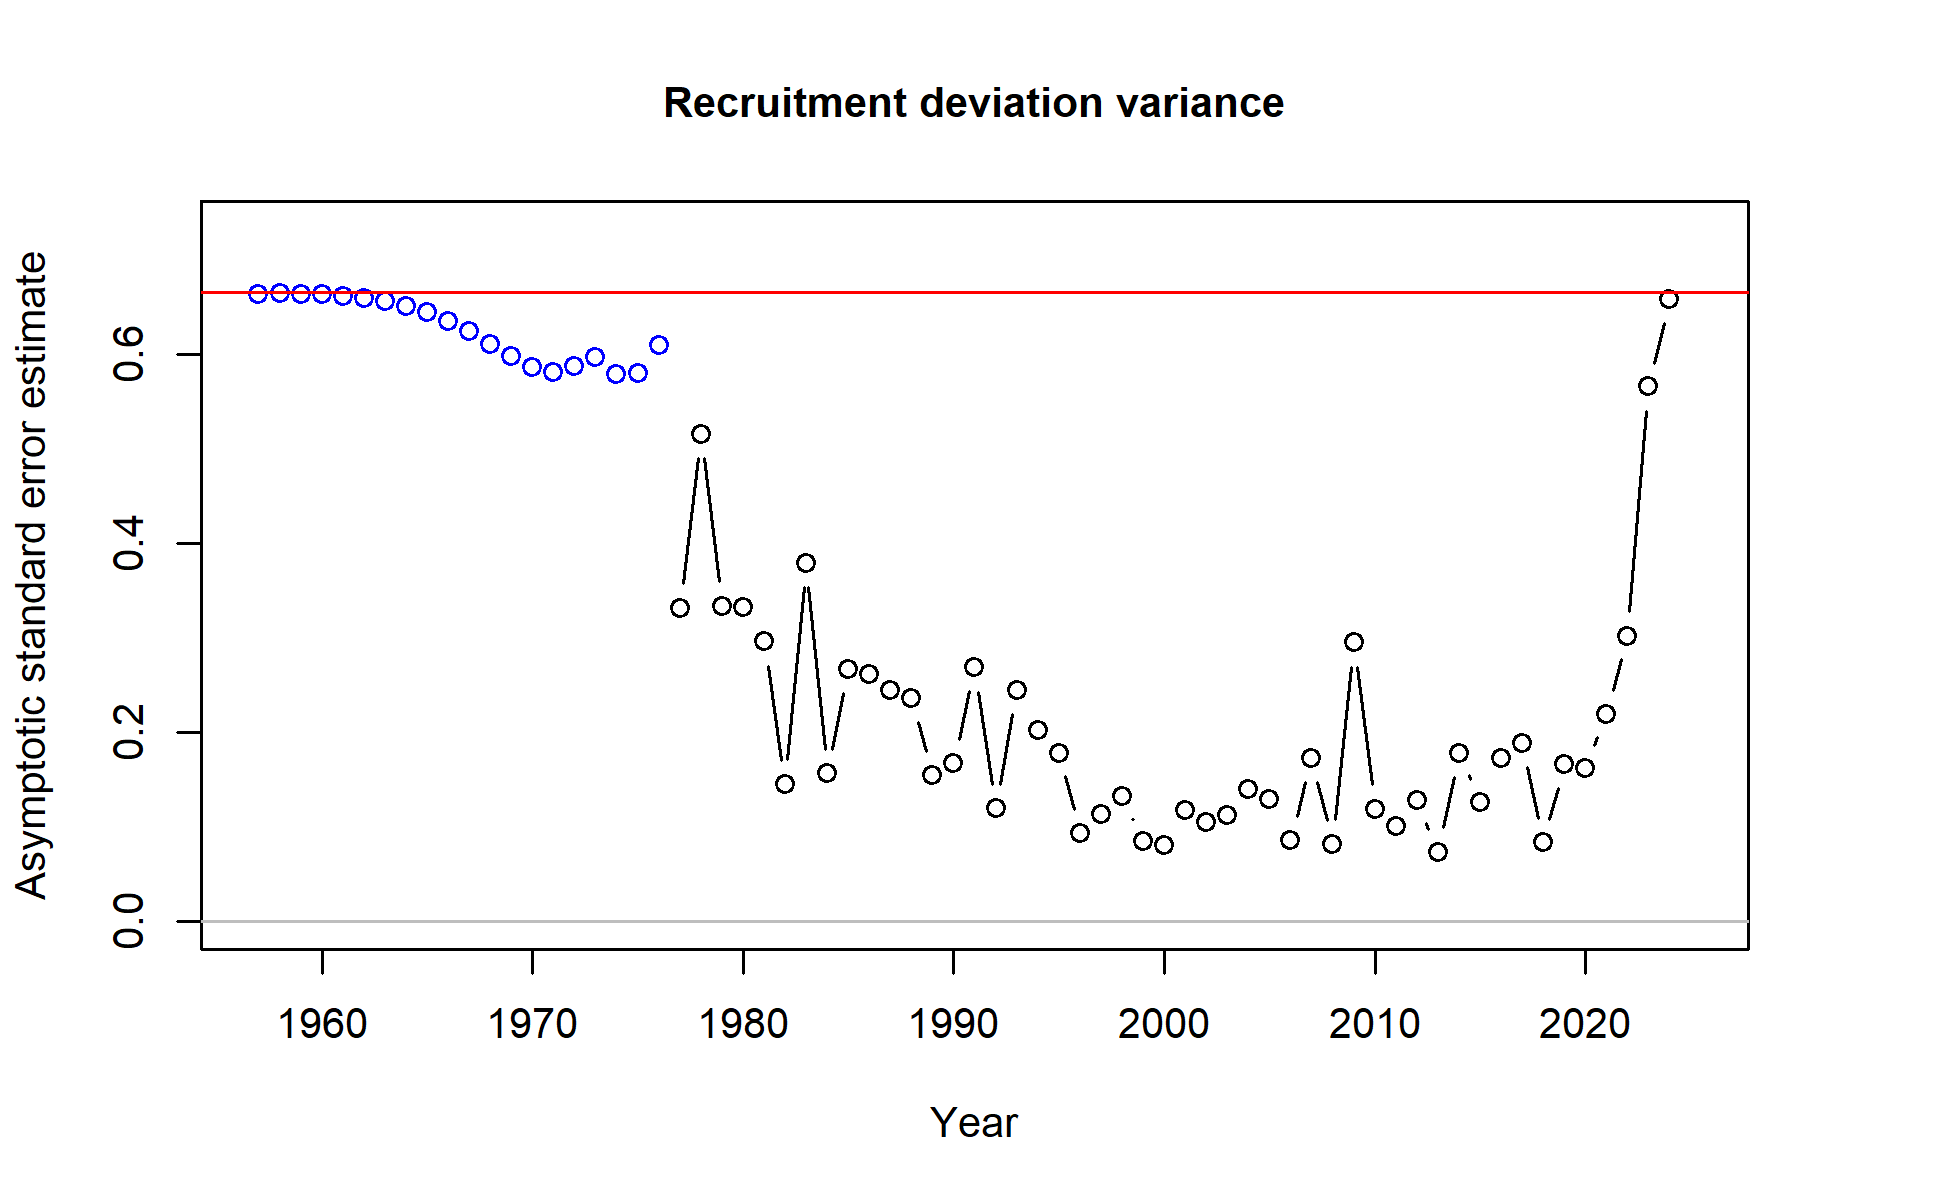 Recruitment deviation variance
Asymptotic standard error estimate
0.6
0.4
0.2
0.0
1960 1970 1980 1990 2000 2010 2020
Year